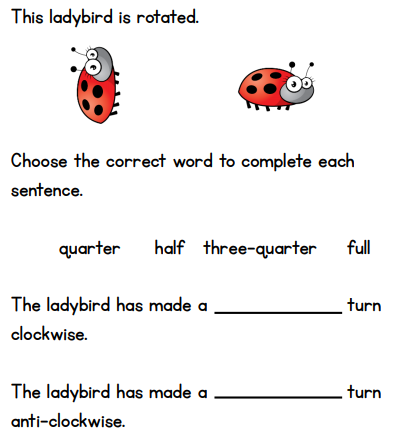 This ladybird is rotated.
Choose the correct word to complete each
sentence.
quarter half three-quarter full
The ladybird has made a ____________ turn
clockwise.
The ladybird has made a ____________ turn
anti-clockwise.